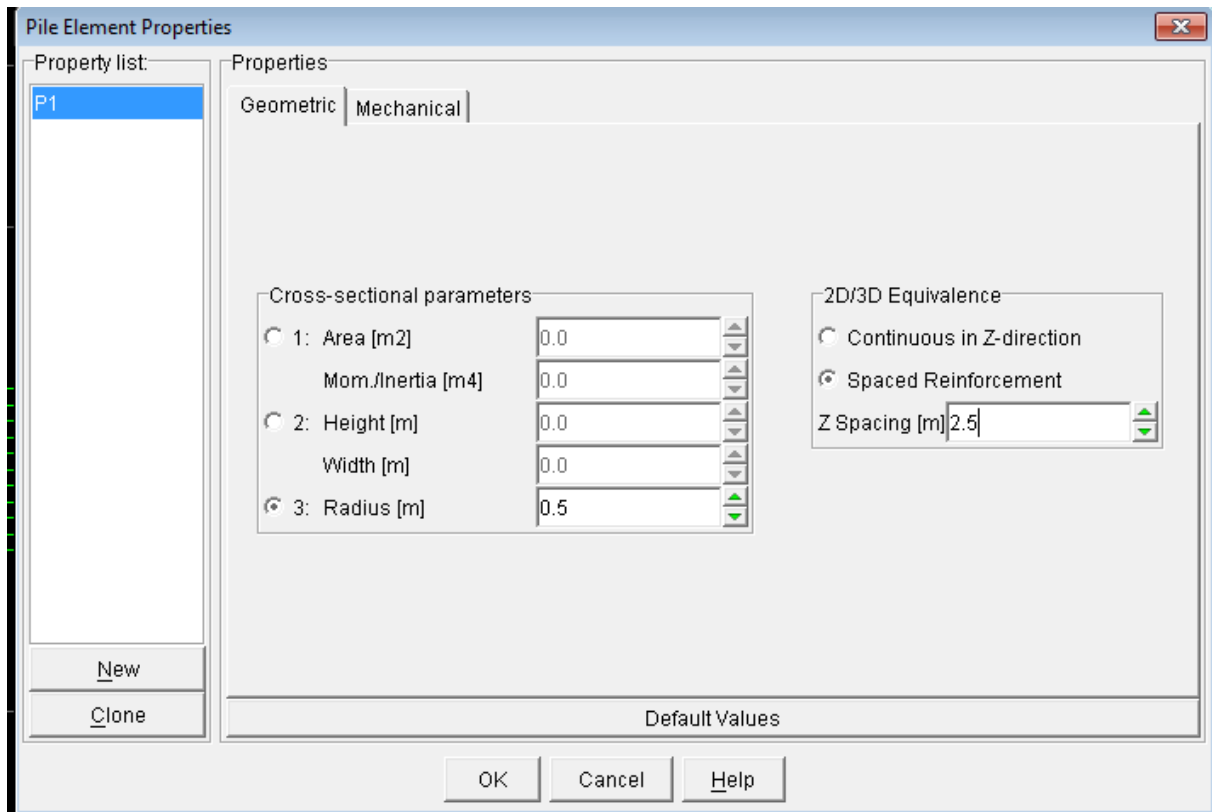 Pile Element Properties
Property list:
P1
New
Clone
Properties
Geometric
Mechanical
Cross-sectional parameters
1: Area [m2] 0.0
Mom./Inertia [m4] 0.0
2: Height [m] 0.0
Width [m] 0.0
3: Radius [m] 0.5
2D/3D Equivalence
Continuous in Z-direction
Spaced Reinforcement
Z Spacing [m] 2.5
Default Values
OK Cancel Help